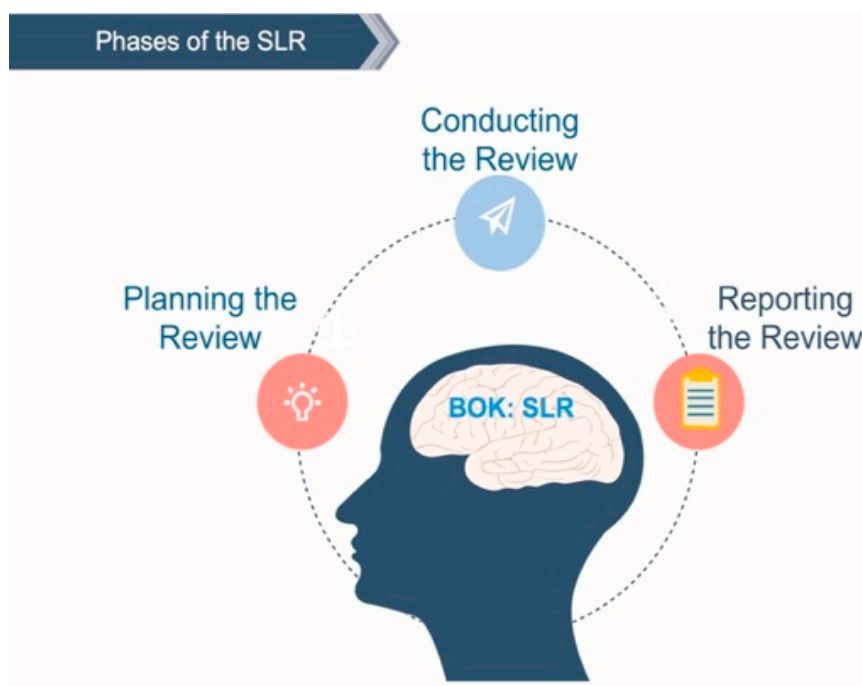 Phases of the SLR
Conducting
the Review
Planning the
Review
Reporting
the Review
BOK: SLR